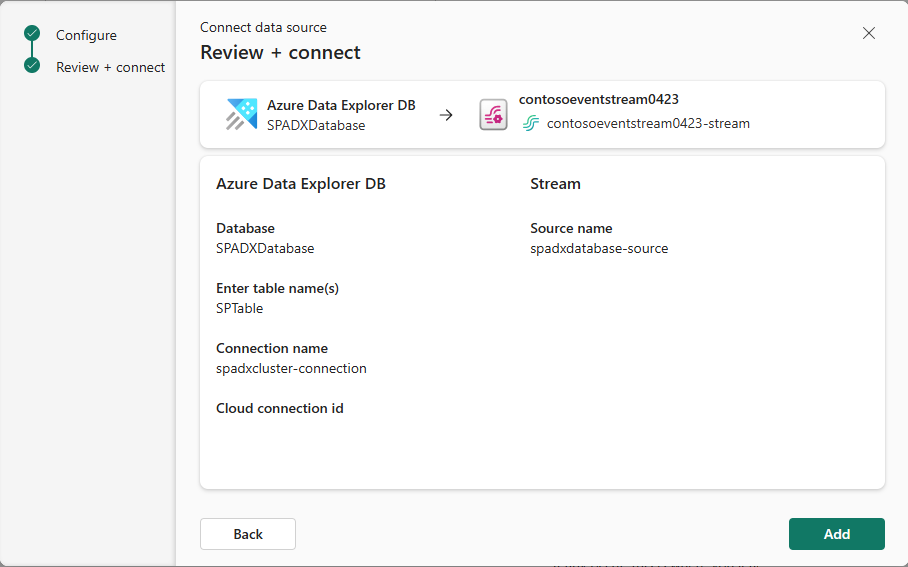 Configure
Review + connect
Connect data source
Review + connect
Azure Data Explorer DB
SPADXDatabase
contosoeventstream0423
contosoeventstream0423-stream
Azure Data Explorer DB
Database
SPADXDatabase
Enter table name(s)
SPTable
Connection name
spadxcluster-connection
Cloud connection id
Stream
Source name
spadxdatabase-source
Back
Add